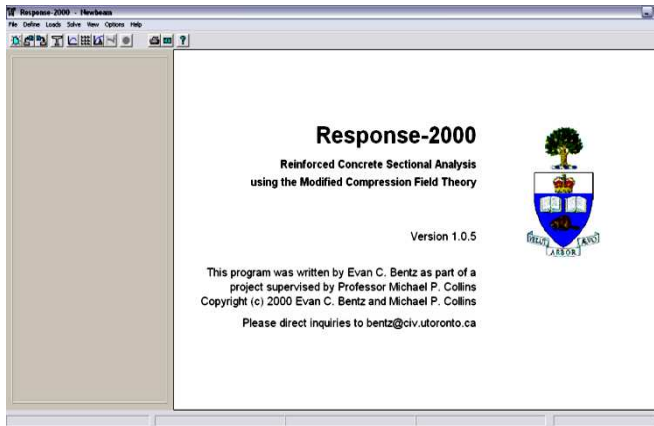 Response-2000 - Newbeam
File Define Loads Solve View Options Help
?
Response-2000
Reinforced Concrete Sectional Analysis
using the Modified Compression Field Theory
Version 1.0.5
This program was written by Evan C. Bentz as part of a
project supervised by Professor Michael P. Collins
Copyright (c) 2000 Evan C. Bentz and Michael P. Collins
Please direct inquiries to bentz@civ.utoronto.ca
VELUT ARBOR ÆVO